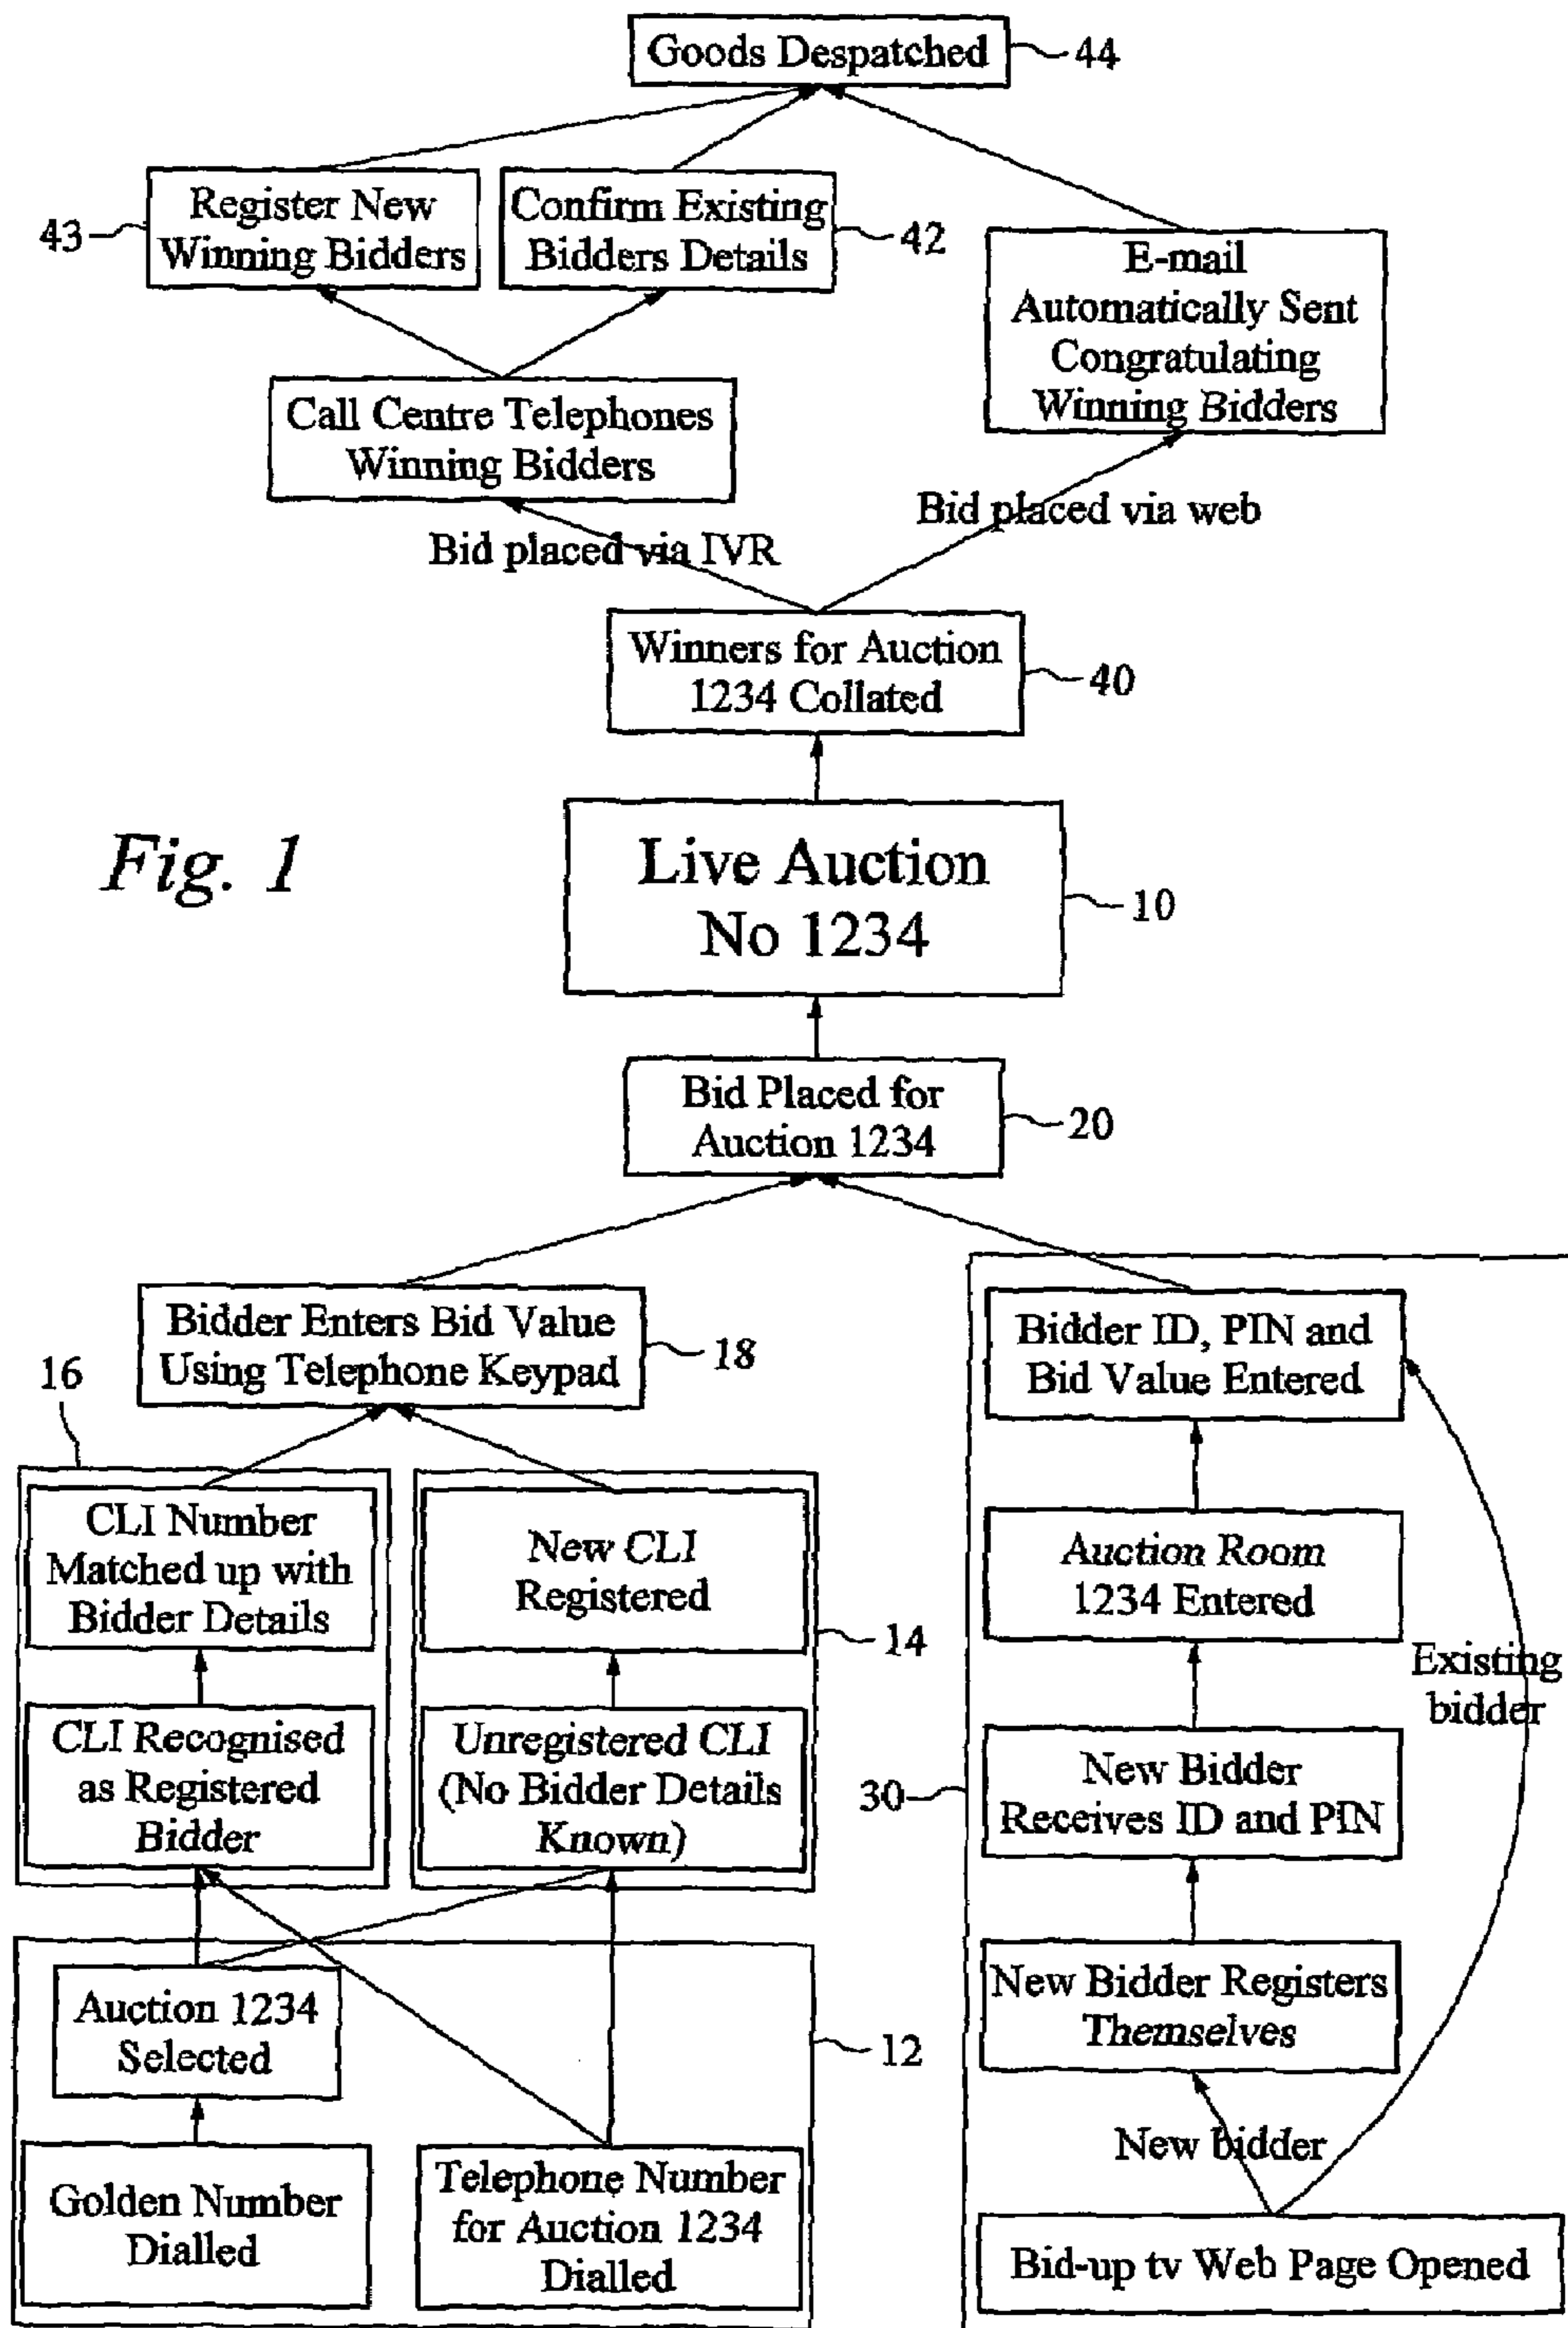 Goods Despatched
44
Register New
Winning Bidders
43
Confirm Existing
Bidders Details
42
E-mail
Automatically Sent
Congratulating
Winning Bidders
Call Centre Telephones
Winning Bidders
Bid placed via web
Bid placed via IVR
Winners for Auction
1234 Collated
40
Fig. 1
Live Auction
No 1234
10
Bid Placed for
Auction 1234
20
Bidder Enters Bid Value
Using Telephone Keypad
18
Bidder ID, PIN and
Bid Value Entered
16
CLI Number
Matched up with
Bidder Details
New CLI
Registered
14
Auction Room
1234 Entered
Existing
bidder
CLI Recognised
as Registered
Bidder
Unregistered CLI
(No Bidder Details
Known)
30
New Bidder
Receives ID and PIN
Auction 1234
Selected
12
New Bidder Registers
Themselves
New bidder
Golden Number
Dialled
Telephone Number
for Auction 1234
Dialled
Bid-up tv Web Page Opened